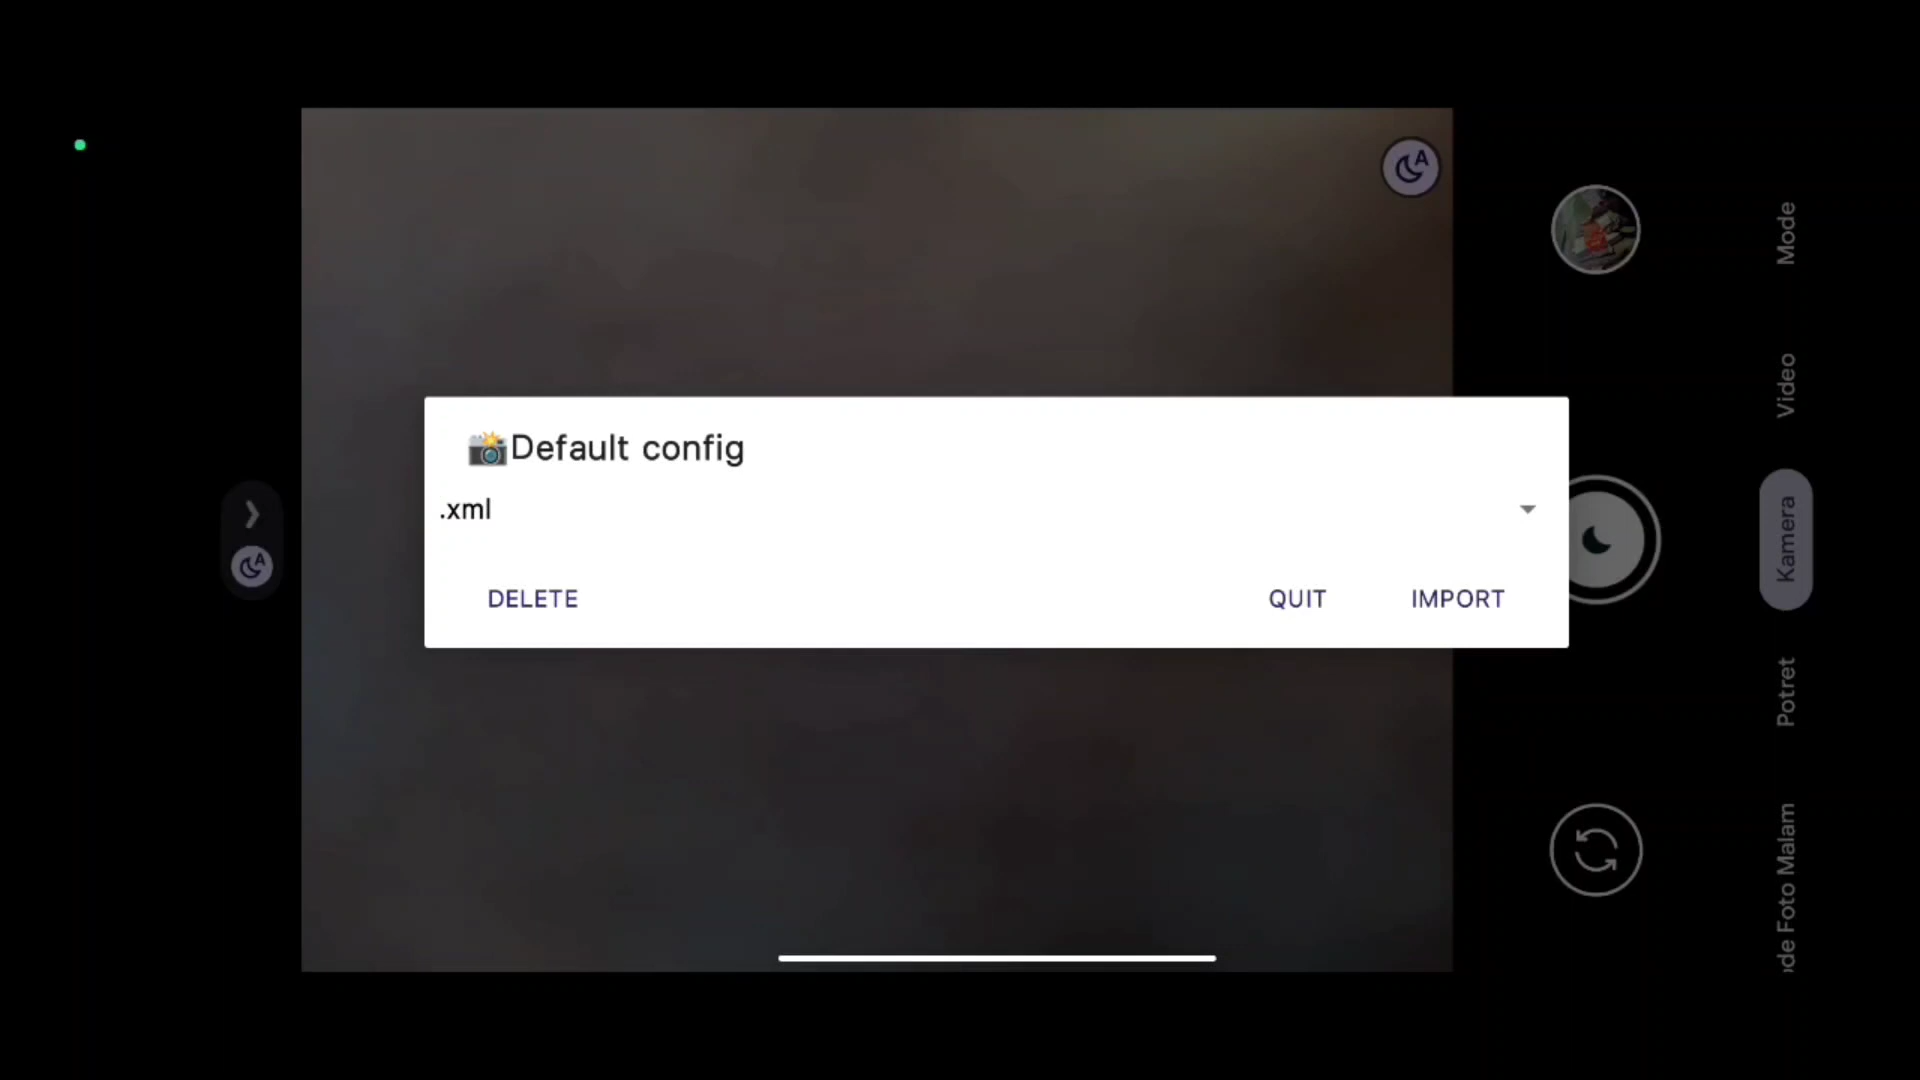 📸Default config
.xml
DELETE
QUIT
IMPORT
A
A
Mode
Video
Kamera
Potret
de Foto Malam